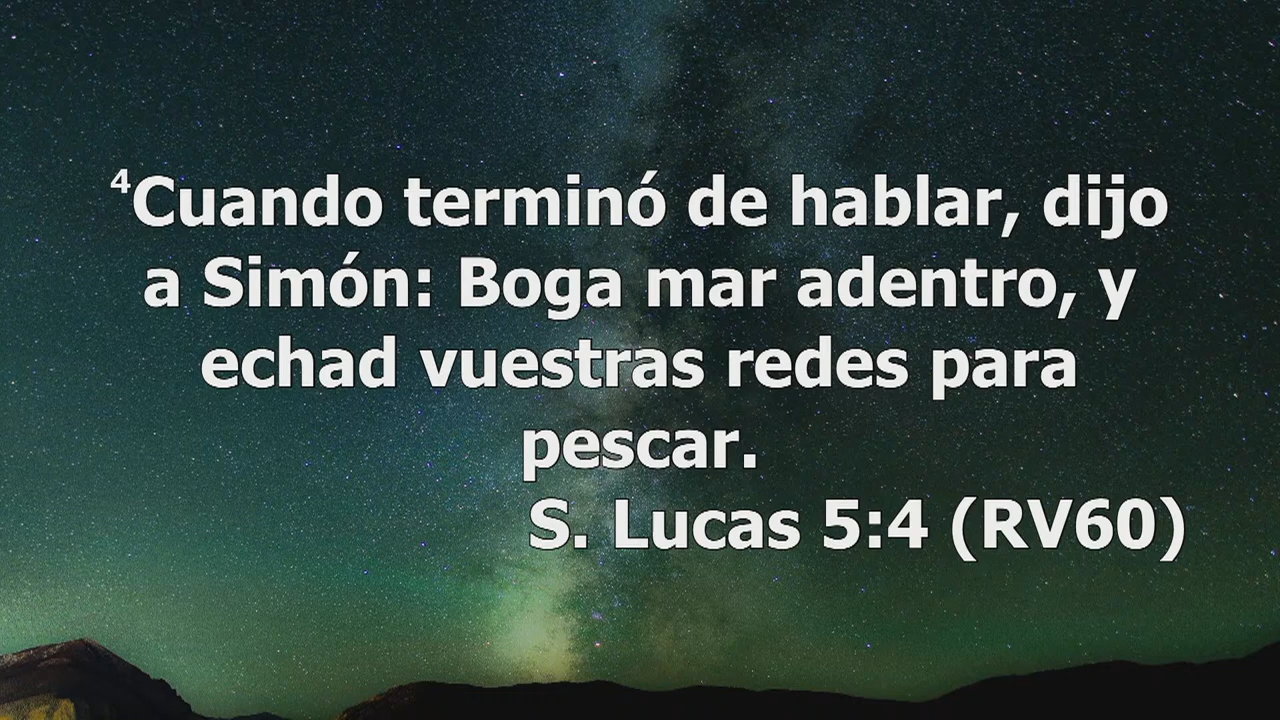 ⁴Cuando terminó de hablar, dijo
a Simón: Boga mar adentro, y
echad vuestras redes para
pescar.
S. Lucas 5:4 (RV60)